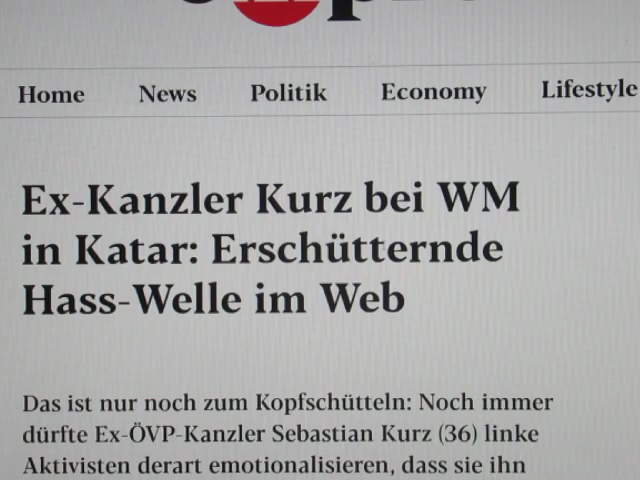 Home News Politik Economy Lifestyle
Ex-Kanzler Kurz bei WM
in Katar: Erschütternde
Hass-Welle im Web
Das ist nur noch zum Kopfschütteln: Noch immer
dürfte Ex-ÖVP-Kanzler Sebastian Kurz (36) linke
Aktivisten derart emotionalisieren, dass sie ihn